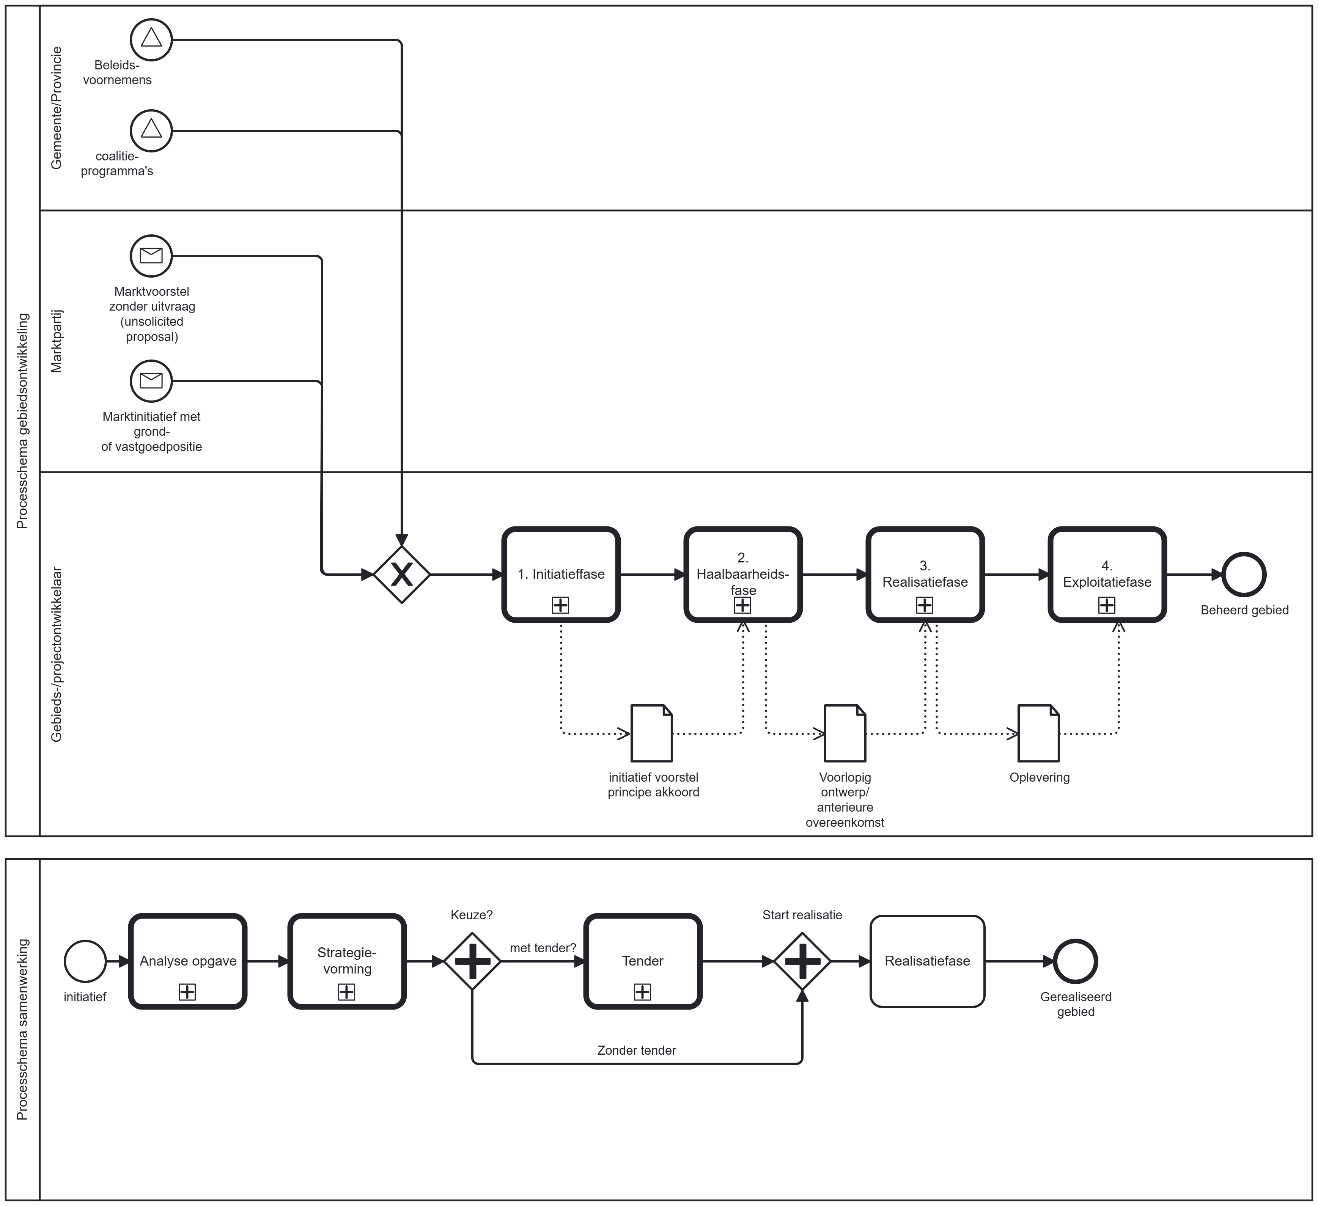 Processchema gebiedsontwikkeling
Gemeente/Provincie
Beleids-
voornemens
coalitie-
programma's
Marktpartij
Marktvoorstel
zonder uitvraag
(unsolicited
proposal)
Marktinitiatief met
grond-
of vastgoedpositie
Gebieds-/projectontwikkelaar
1. Initiatieffase
2.
Haalbaarheids-
fase
3.
Realisatiefase
4.
Exploitatiefase
Beheerd gebied
initiatief voorstel
principe akkoord
Voorlopig
ontwerp/
anterieure
overeenkomst
Oplevering
Processchema samenwerking
initiatief
Analyse opgave
Strategie-
vorming
Keuze?
met tender?
Zonder tender
Tender
Start realisatie
Realisatiefase
Gerealiseerd
gebied